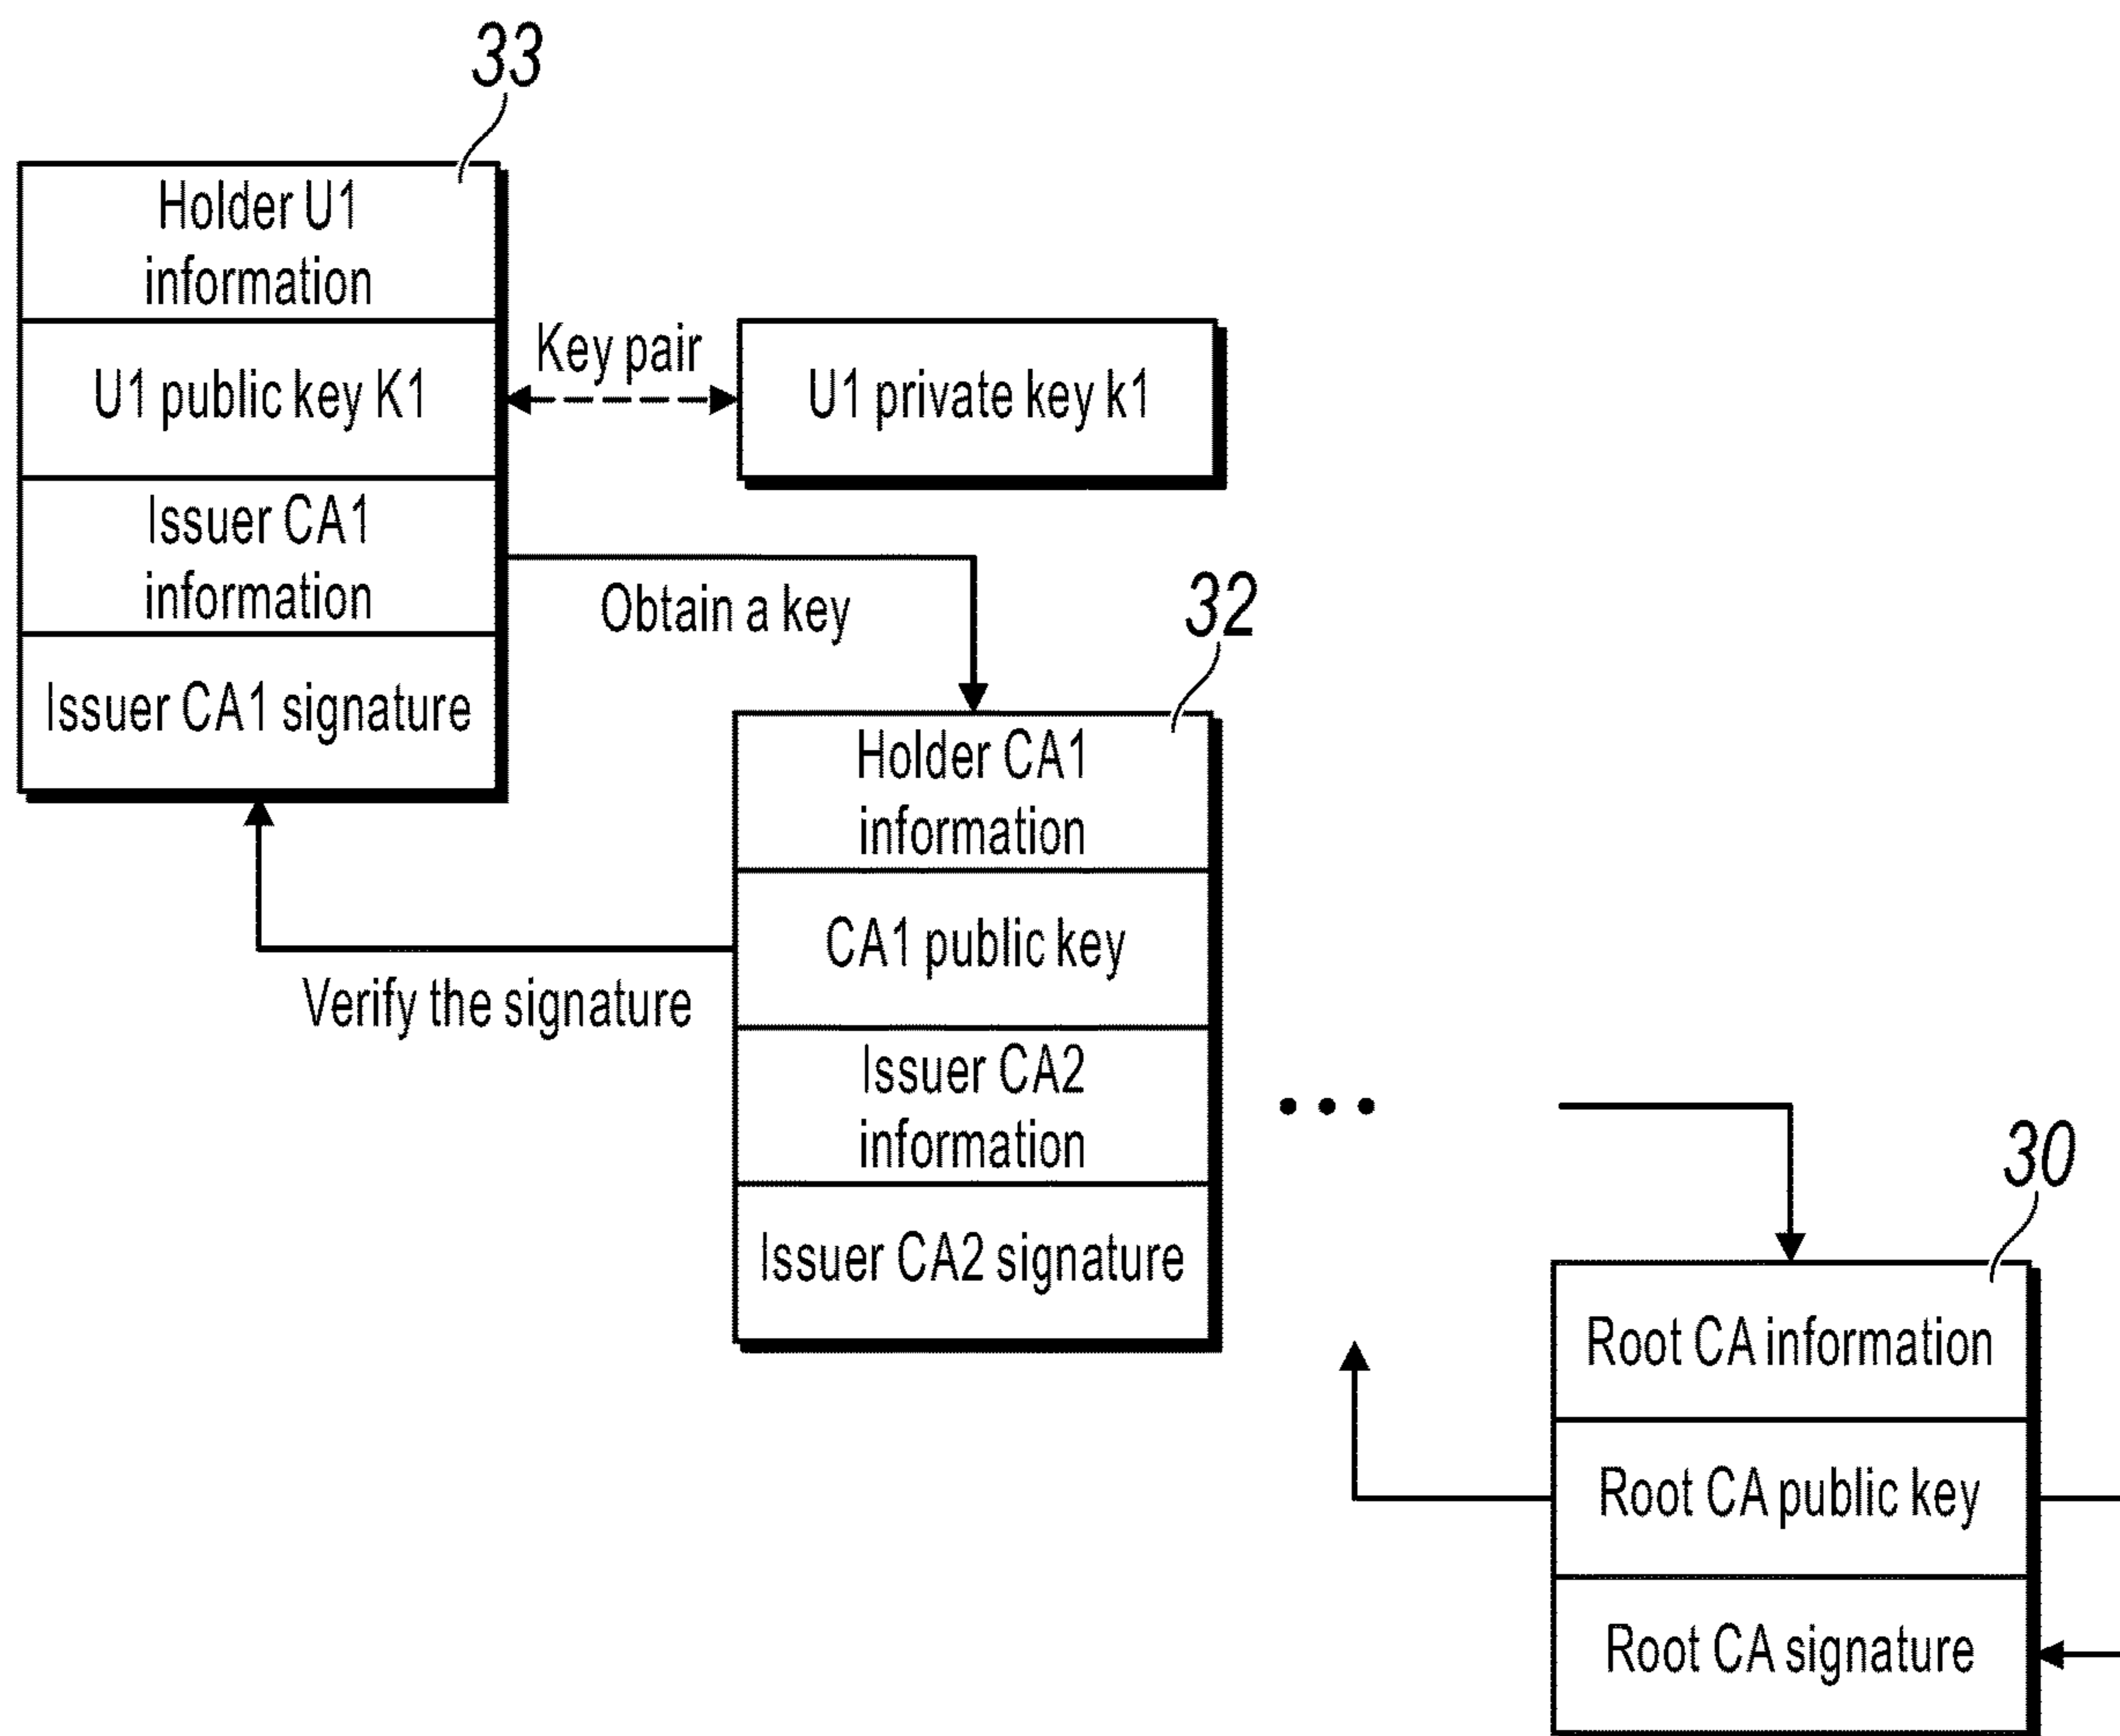 33
Holder U1
information
Key pair
U1 public key K1
U1 private key k1
Issuer CA1
information
Obtain a key
32
Issuer CA1 signature
Holder CA1
information
CA1 public key
Verify the signature
Issuer CA2
information
30
Issuer CA2 signature
Root CA information
Root CA public key
Root CA signature